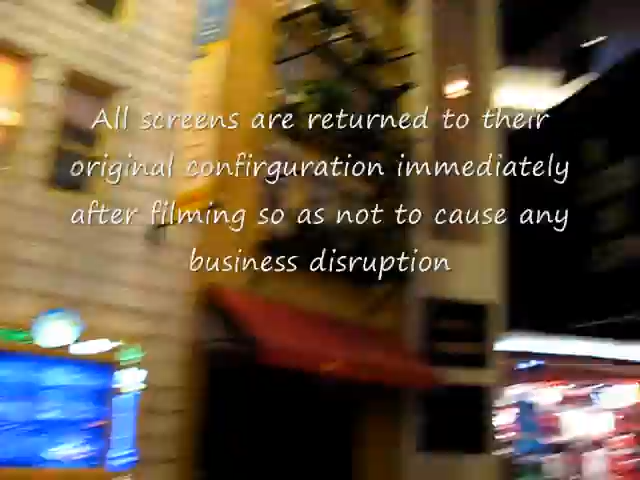 All screens are returned to their
original confirguration immediately
after filming so as not to cause any
business disruption